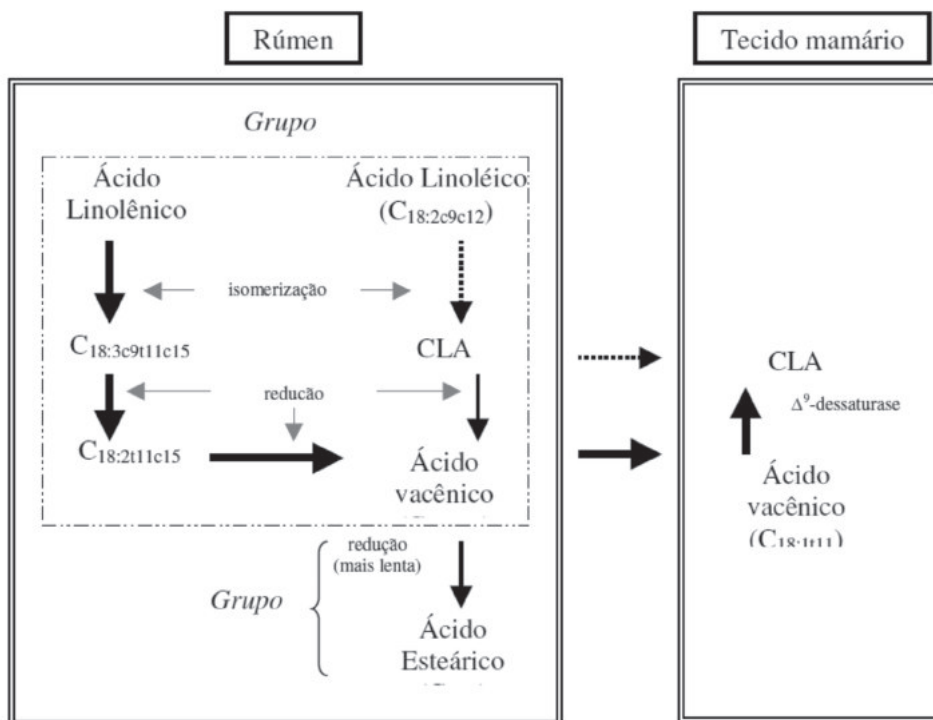 Rúmen
Tecido mamário
Grupo
Ácido
Linolênico
Ácido Linoléico
(C18:2c9c12)
isomerização
C18:3c9t11c15
CLA
redução
C18:2t11c15
Ácido
vacênico
redução
(mais lenta)
Grupo
Ácido
Esteárico
CLA
Δ⁹-dessaturase
Ácido
vacênico
(C18:1t11)